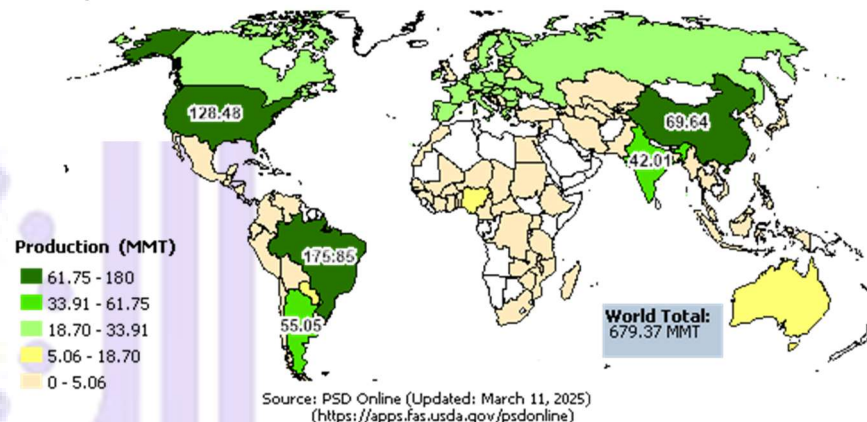 128.48
69.64
42.01
175.85
55.05
Production (MMT)
61.75 - 180
33.91 - 61.75
18.70 - 33.91
5.06 - 18.70
0 - 5.06
World Total:
679.37 MMT
Source: PSD Online (Updated: March 11, 2025)
(https://apps.fas.usda.gov/psdonline)